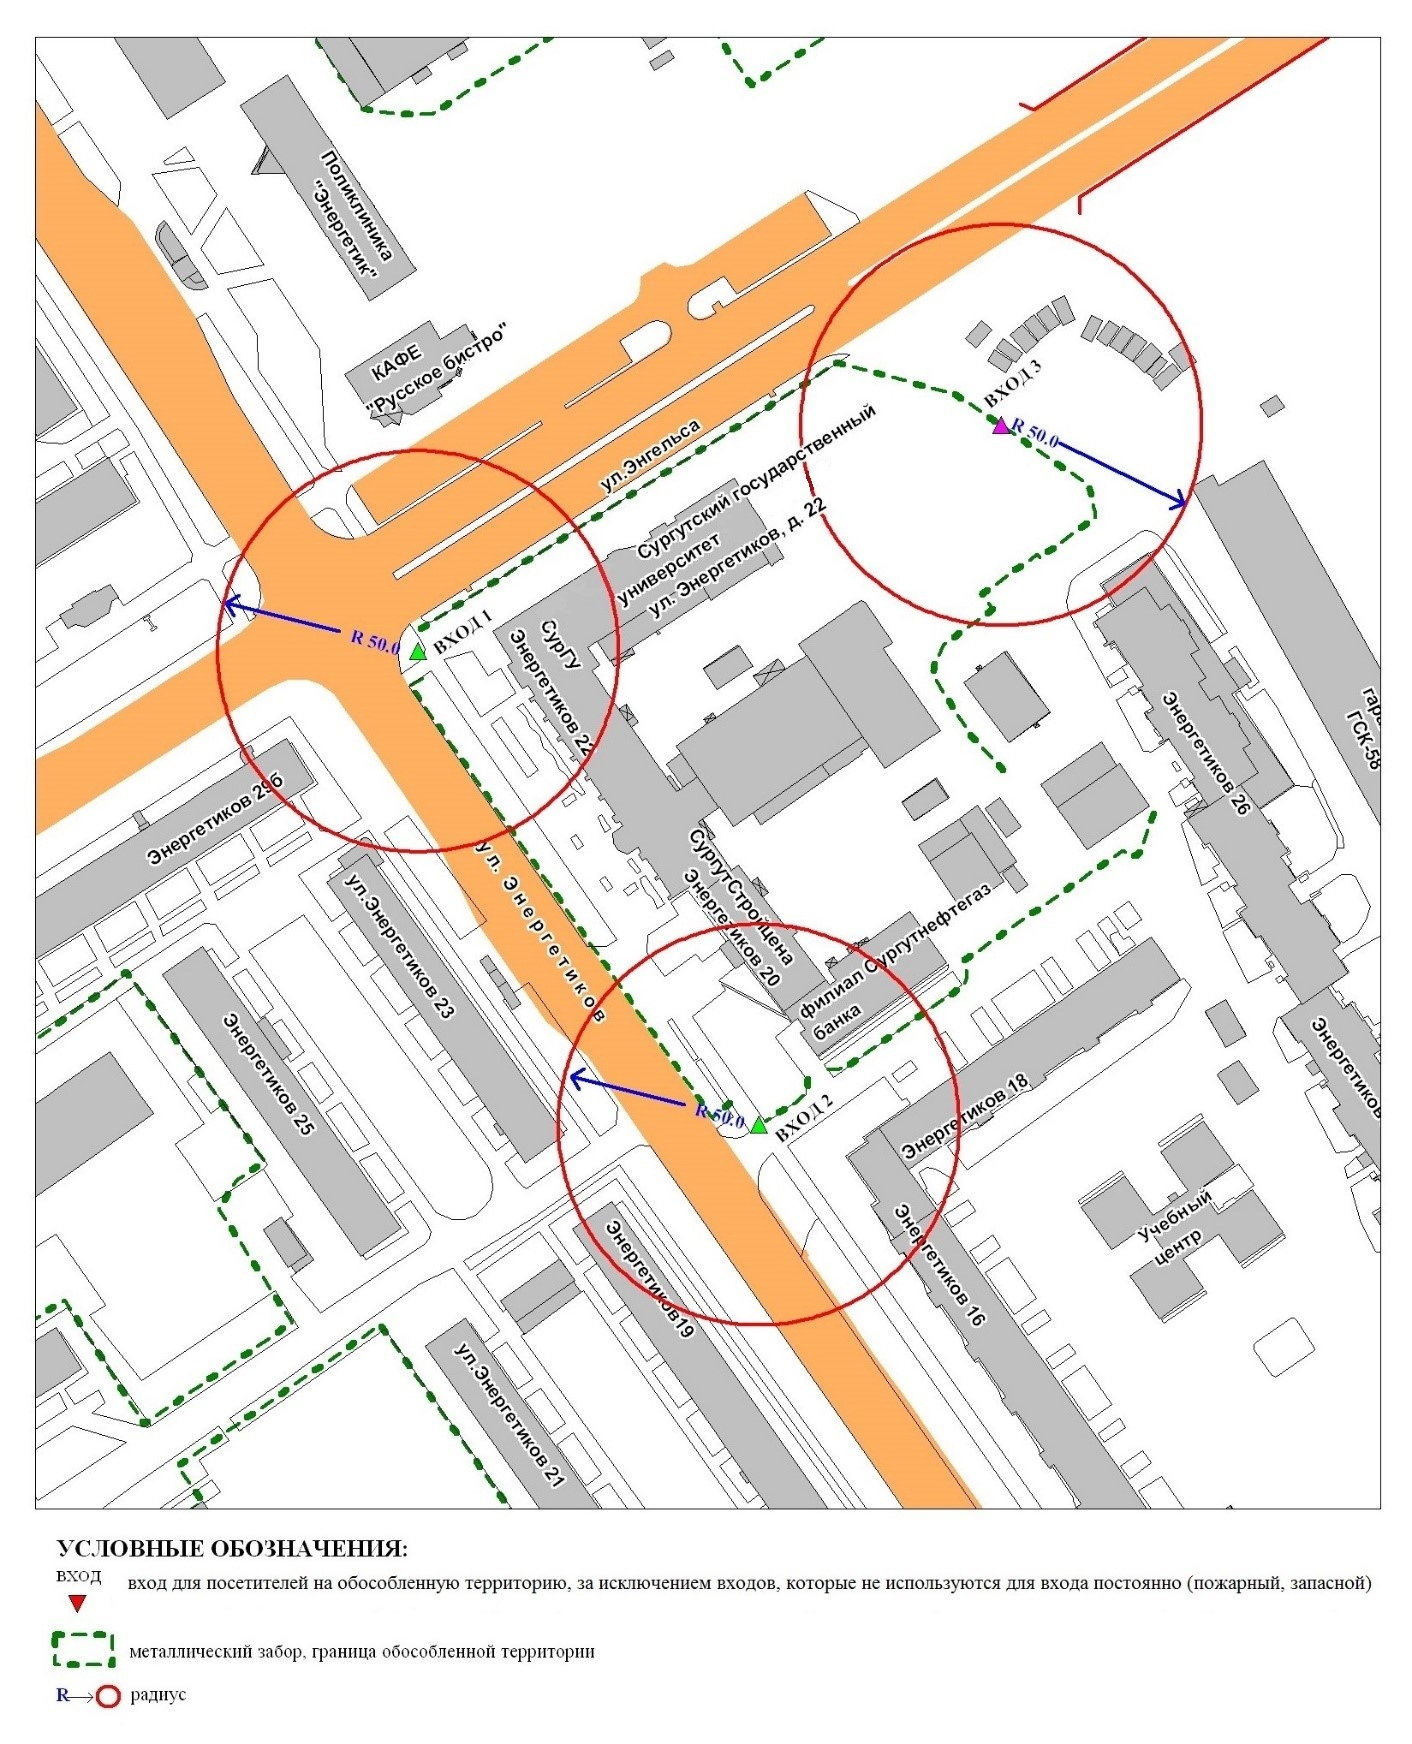 Поликлиника
"Энергетик"
КАФЕ
"Русское бистро"
ул.Энгельса
Сургутский государственный
университет
ул. Энергетиков, д. 22
ВХОД 3
R 50.0
ВХОД 1
R 50.0
СурГУ
Энергетиков 22
ГСК-58
Энергетиков 26
Энергетиков 29б
ул.Энергетиков 23
ул. Энергетиков
СургутСтройцена
Энергетиков 20
филиал Сургутнефтегаз
банка
Энергетиков 25
R 50.0
ВХОД 2
Энергетиков 18
Энергетиков
Учебный
центр
Энергетиков 16
Энергетиков19
ул.Энергетиков 21
УСЛОВНЫЕ ОБОЗНАЧЕНИЯ:
ВХОД
вход для посетителей на обособленную территорию, за исключением входов, которые не используются для входа постоянно (пожарный, запасной)
металлический забор, граница обособленной территории
R
радиус